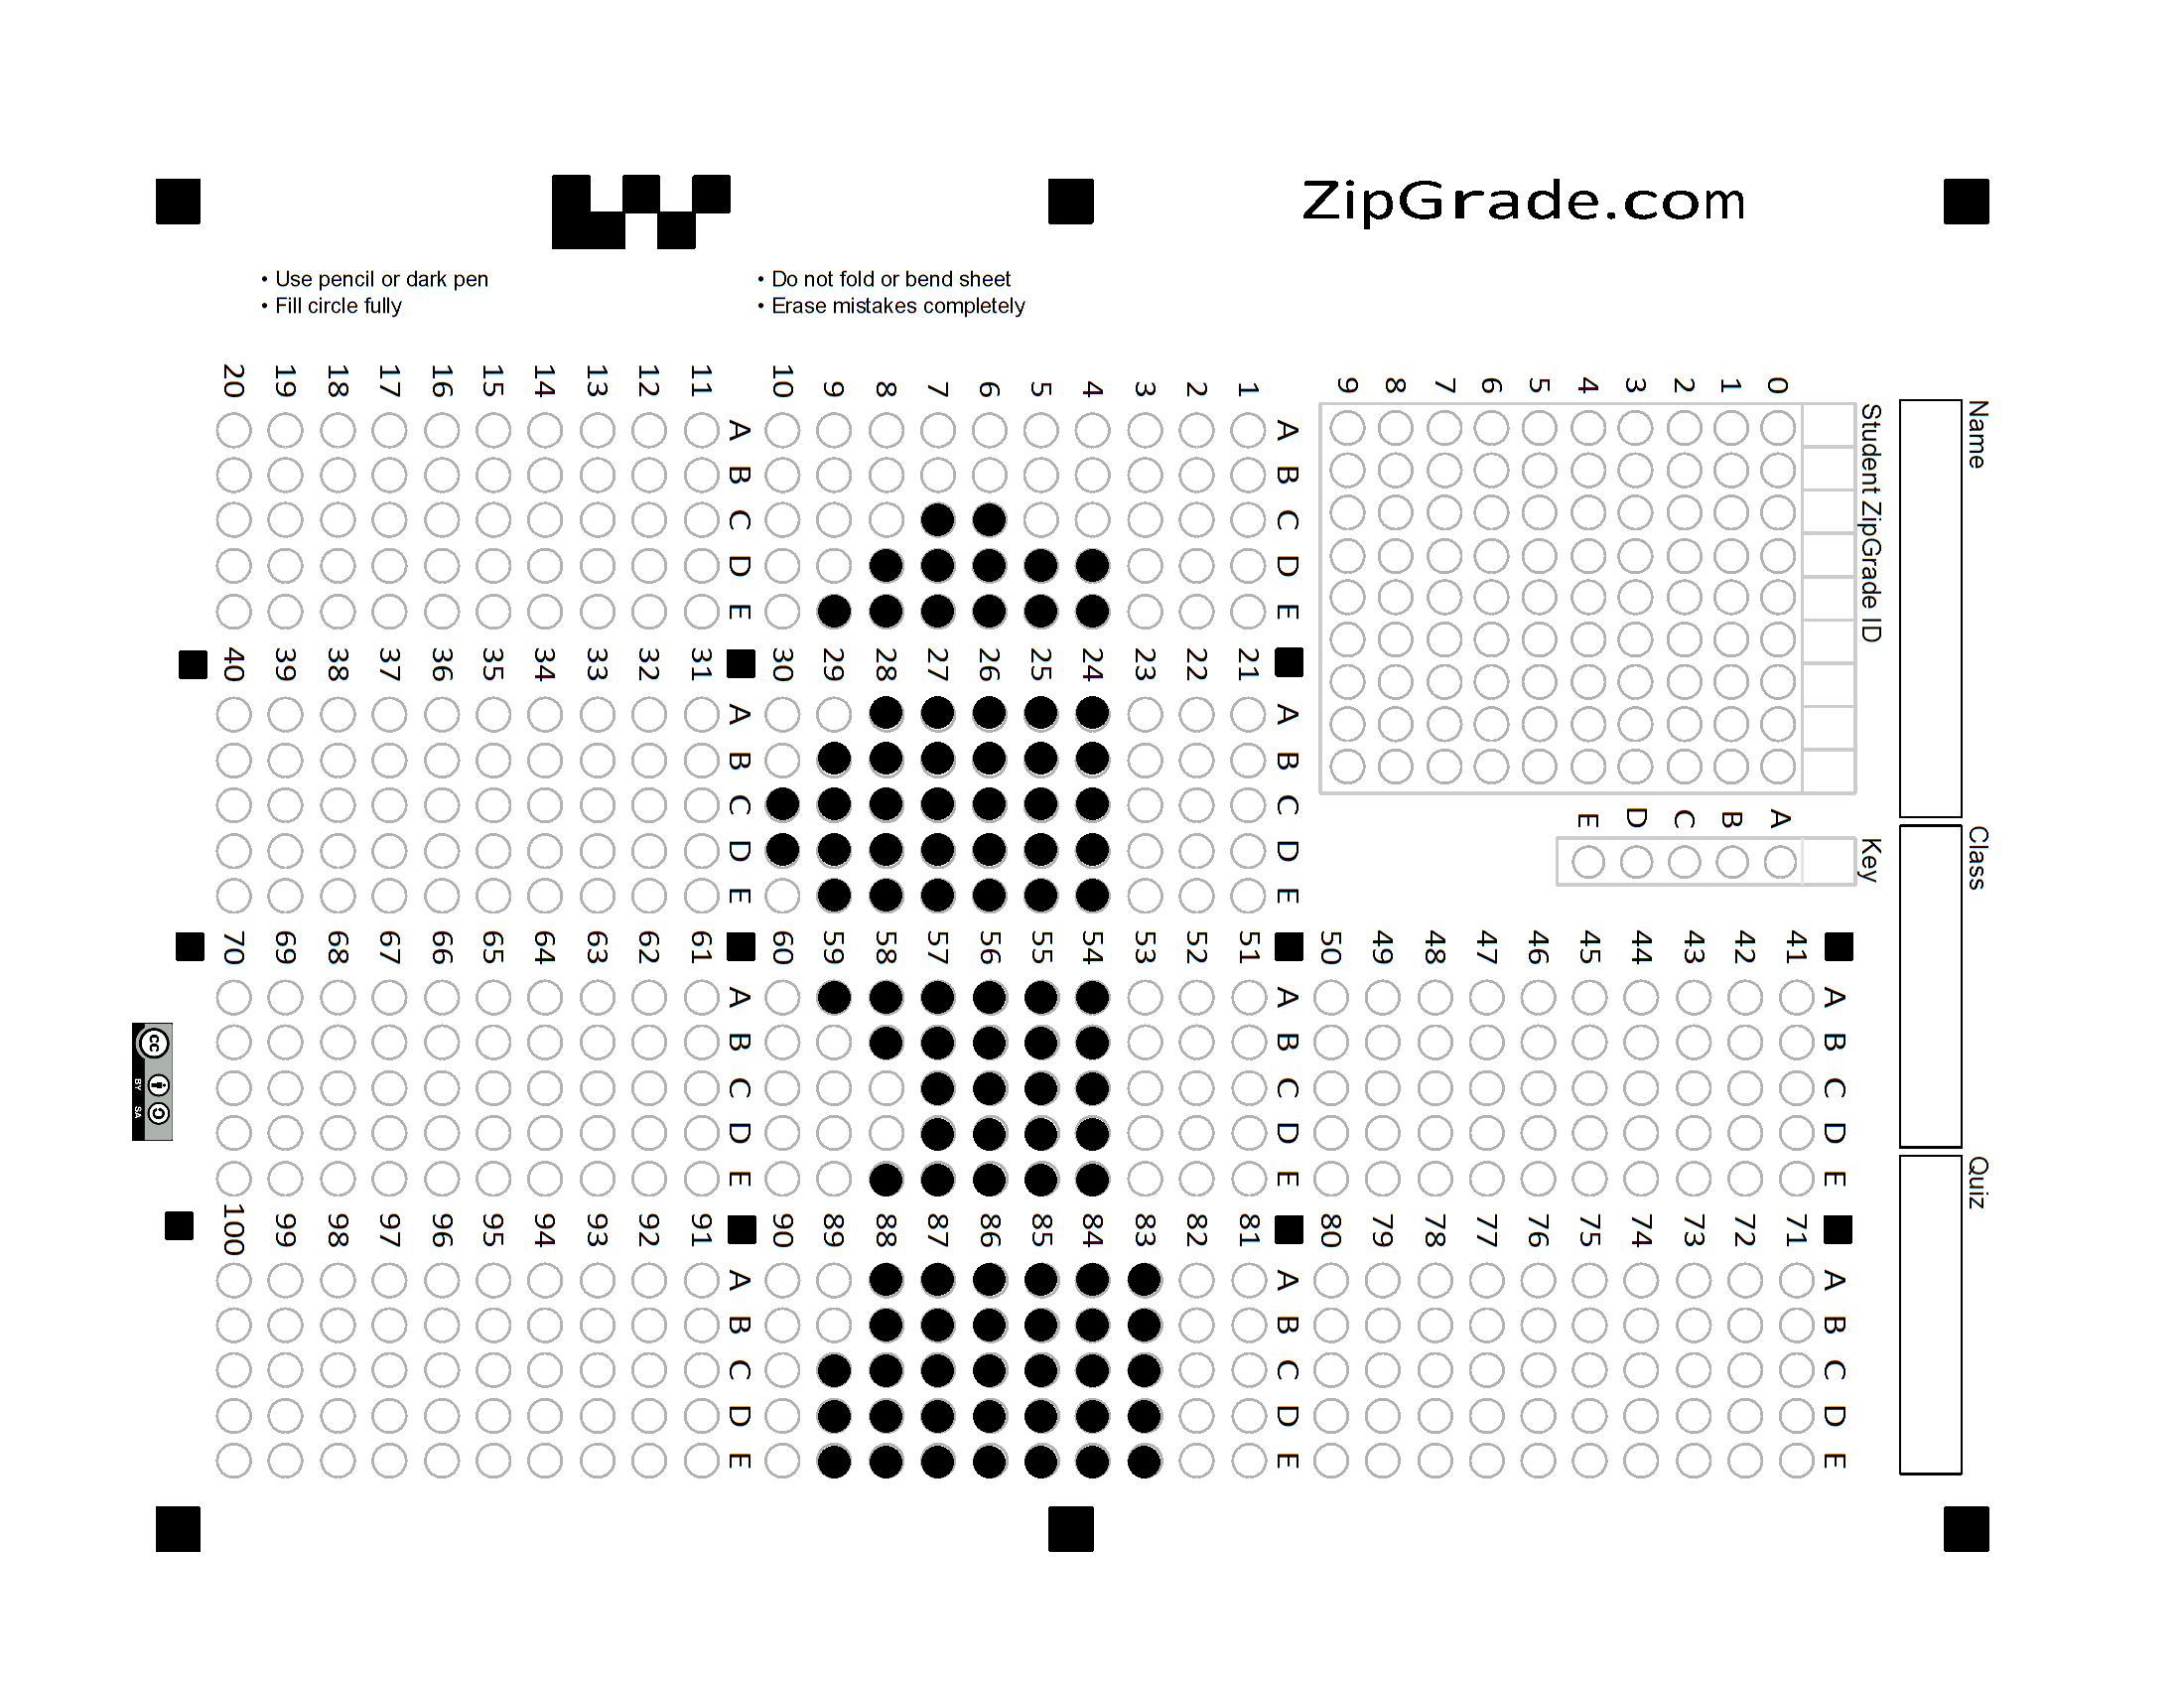 ZipGrade.com
• Use pencil or dark pen
• Fill circle fully
• Do not fold or bend sheet
• Erase mistakes completely
Name
Class
Quiz
Student ZipGrade ID
0 1 2 3 4 5 6 7 8 9
Key
A B C D E
1 2 3 4 5 6 7 8 9 10
A B C D E
11 12 13 14 15 16 17 18 19 20
A B C D E
21 22 23 24 25 26 27 28 29 30
A B C D E
31 32 33 34 35 36 37 38 39 40
A B C D E
41 42 43 44 45 46 47 48 49 50
A B C D E
51 52 53 54 55 56 57 58 59 60
A B C D E
61 62 63 64 65 66 67 68 69 70
A B C D E
71 72 73 74 75 76 77 78 79 80
A B C D E
81 82 83 84 85 86 87 88 89 90
A B C D E
91 92 93 94 95 96 97 98 99 100
A B C D E
cc
BY SA